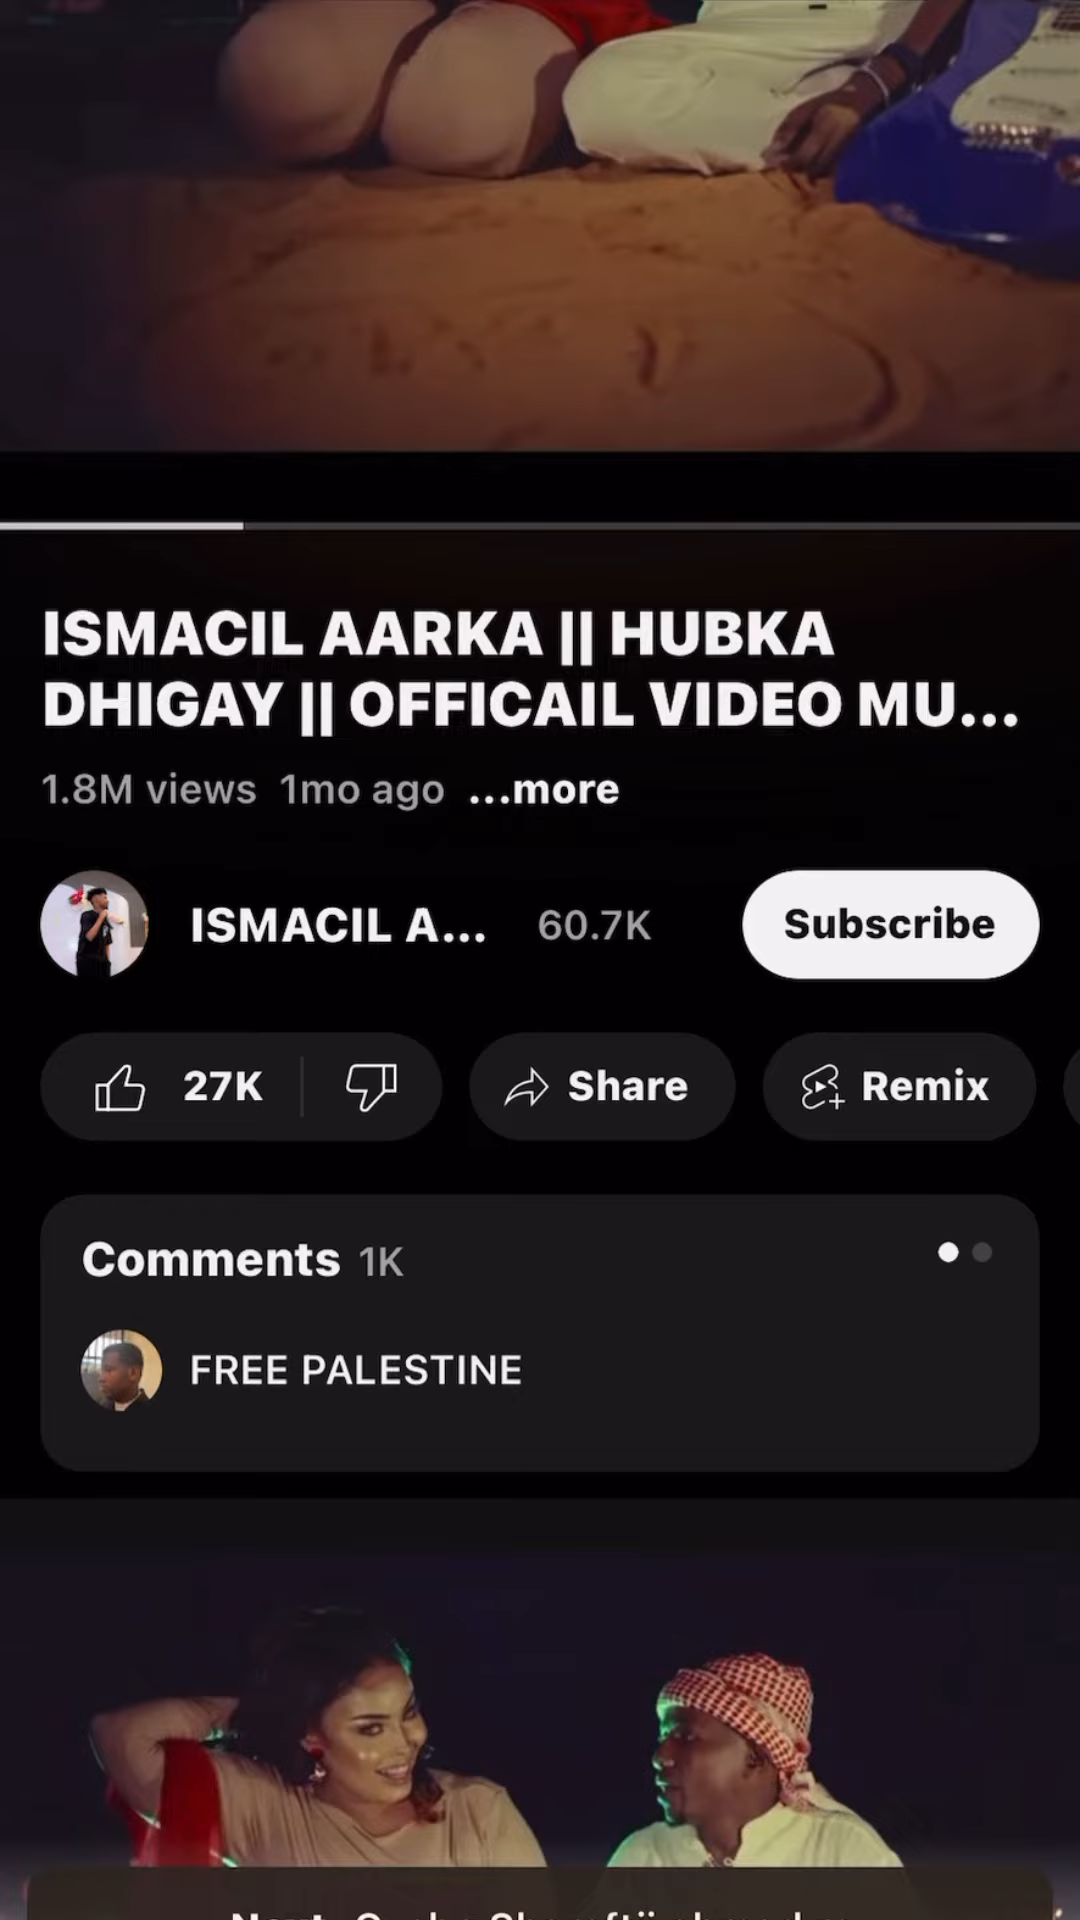 ISMACIL AARKA || HUBKA
DHIGAY || OFFICAIL VIDEO MU...
1.8M views 1mo ago ...more
ISMACIL A... 60.7K Subscribe
27K Share Remix
Comments 1K
FREE PALESTINE